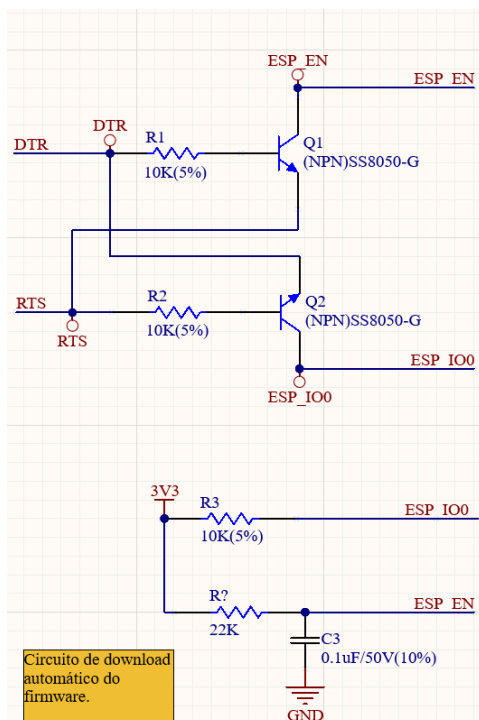 ESP_EN
ESP_EN
DTR
DTR
R1
10K(5%)
Q1
(NPN)SS8050-G
RTS
RTS
R2
10K(5%)
Q2
(NPN)SS8050-G
ESP_IO0
ESP_IO0
3V3
R3
10K(5%)
ESP_IO0
R?
22K
ESP_EN
C3
0.1uF/50V(10%)
GND
Circuito de download
automático do
firmware.